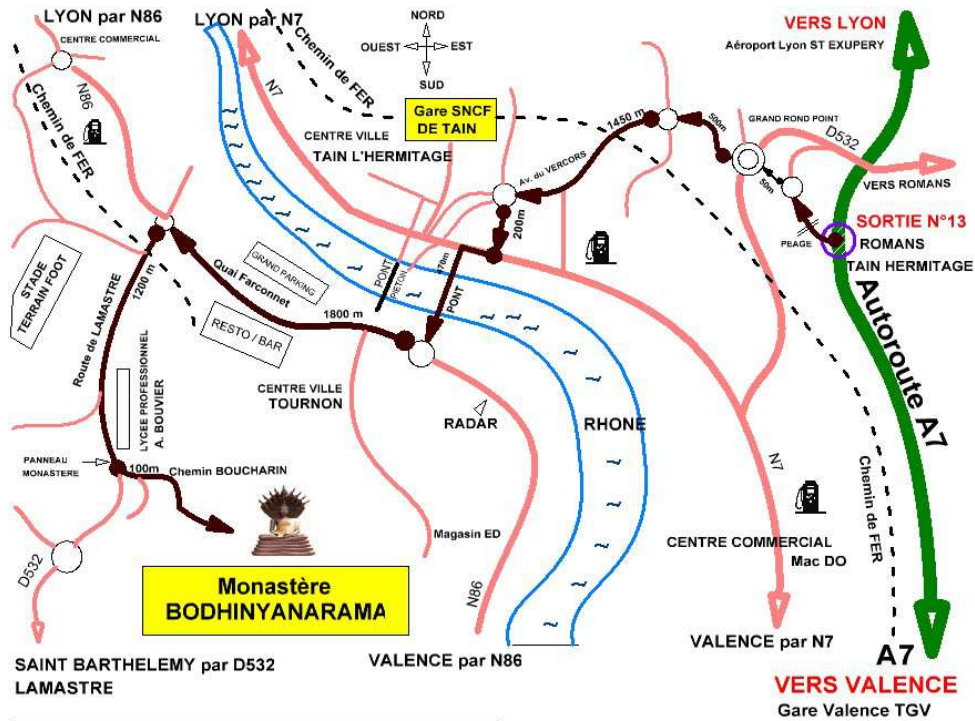 LYON par N86
CENTRE COMMERCIAL
LYON par N7
NORD
OUEST
EST
SUD
VERS LYON
Aéroport Lyon ST EXUPERY
Chemin de FER
N86
Chemin de FER
N7
Gare SNCF
DE TAIN
CENTRE VILLE
TAIN L'HERMITAGE
1450 m
500m
GRAND ROND POINT
D532
VERS ROMANS
Av. du VERCORS
50m
200m
PEAGE
SORTIE N°13
ROMANS
TAIN HERMITAGE
STADE
TERRAIN FOOT
1200 m
Route de LAMASTRE
Quai Farconnet
GRAND PARKING
PONT
PIETON
PONT
1800 m
RESTO / BAR
Autoroute A7
LYCEE PROFESSIONNEL
A. BOUVIER
CENTRE VILLE
TOURNON
RADAR
RHONE
PANNEAU
MONASTERE
100m
Chemin BOUCHARIN
N7
Chemin de FER
Magasin ED
CENTRE COMMERCIAL
Mac DO
D532
Monastère
BODHINYANARAMA
N86
SAINT BARTHELEMY par D532
LAMASTRE
VALENCE par N86
VALENCE par N7
A7
VERS VALENCE
Gare Valence TGV